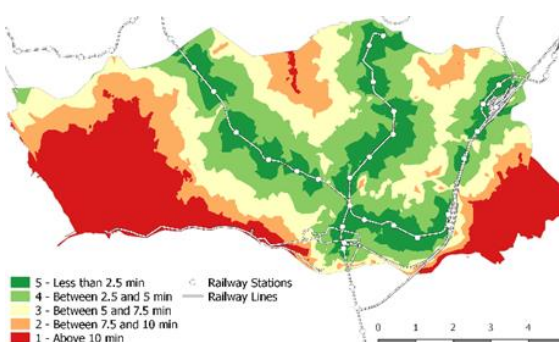 5 - Less than 2.5 min
4 - Between 2.5 and 5 min
3 - Between 5 and 7.5 min
2 - Between 7.5 and 10 min
1 - Above 10 min
Railway Stations
Railway Lines
0 1 2 3 4